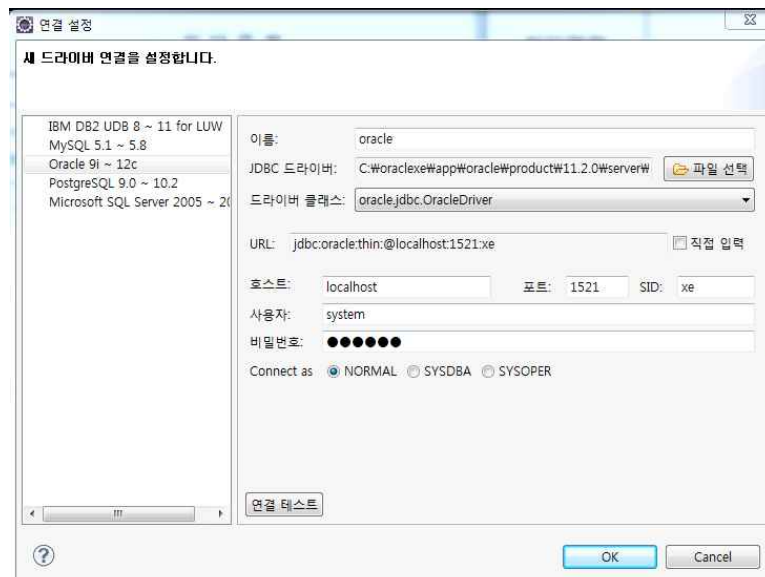 연결 설정
새 드라이버 연결을 설정합니다.
IBM DB2 UDB 8 ~ 11 for LUW
MySQL 5.1 ~ 5.8
Oracle 9i ~ 12c
PostgreSQL 9.0 ~ 10.2
Microsoft SQL Server 2005 ~
이름: oracle
JDBC 드라이버: C:₩oraclexe₩app₩oracle₩product₩11.2.0₩server₩ 파일 선택
드라이버 클래스: oracle.jdbc.OracleDriver
URL: jdbc:oracle:thin:@localhost:1521:xe 직접 입력
호스트: localhost 포트: 1521 SID: xe
사용자: system
비밀번호: ●●●●●●
Connect as NORMAL SYSDBA SYSOPER
연결 테스트
OK Cancel